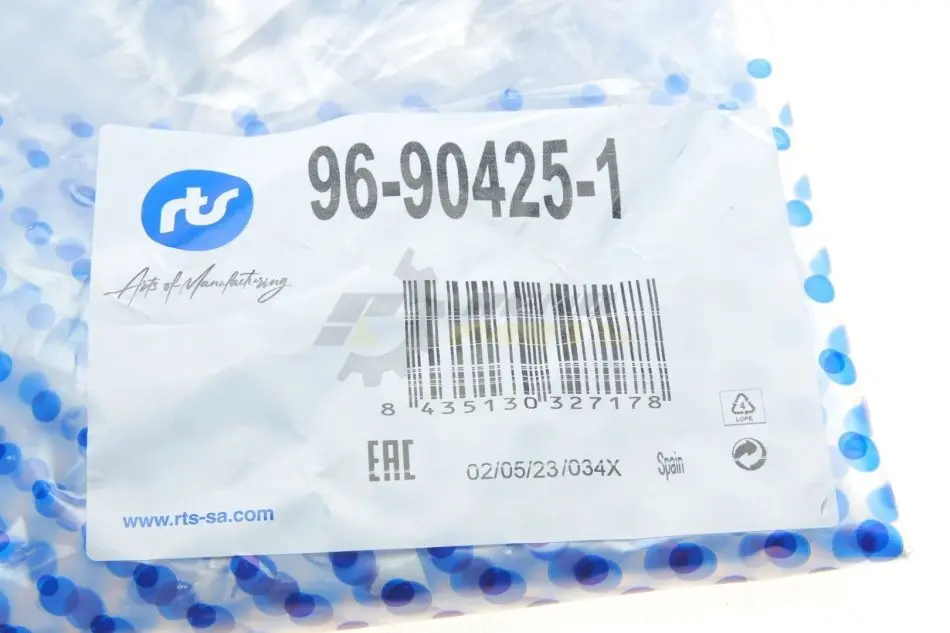 96-90425-1
rts
Arts of Manufacturing
8 435130 327178
4
LDPE
EAC
02/05/23/034X
Spain
www.rts-sa.com